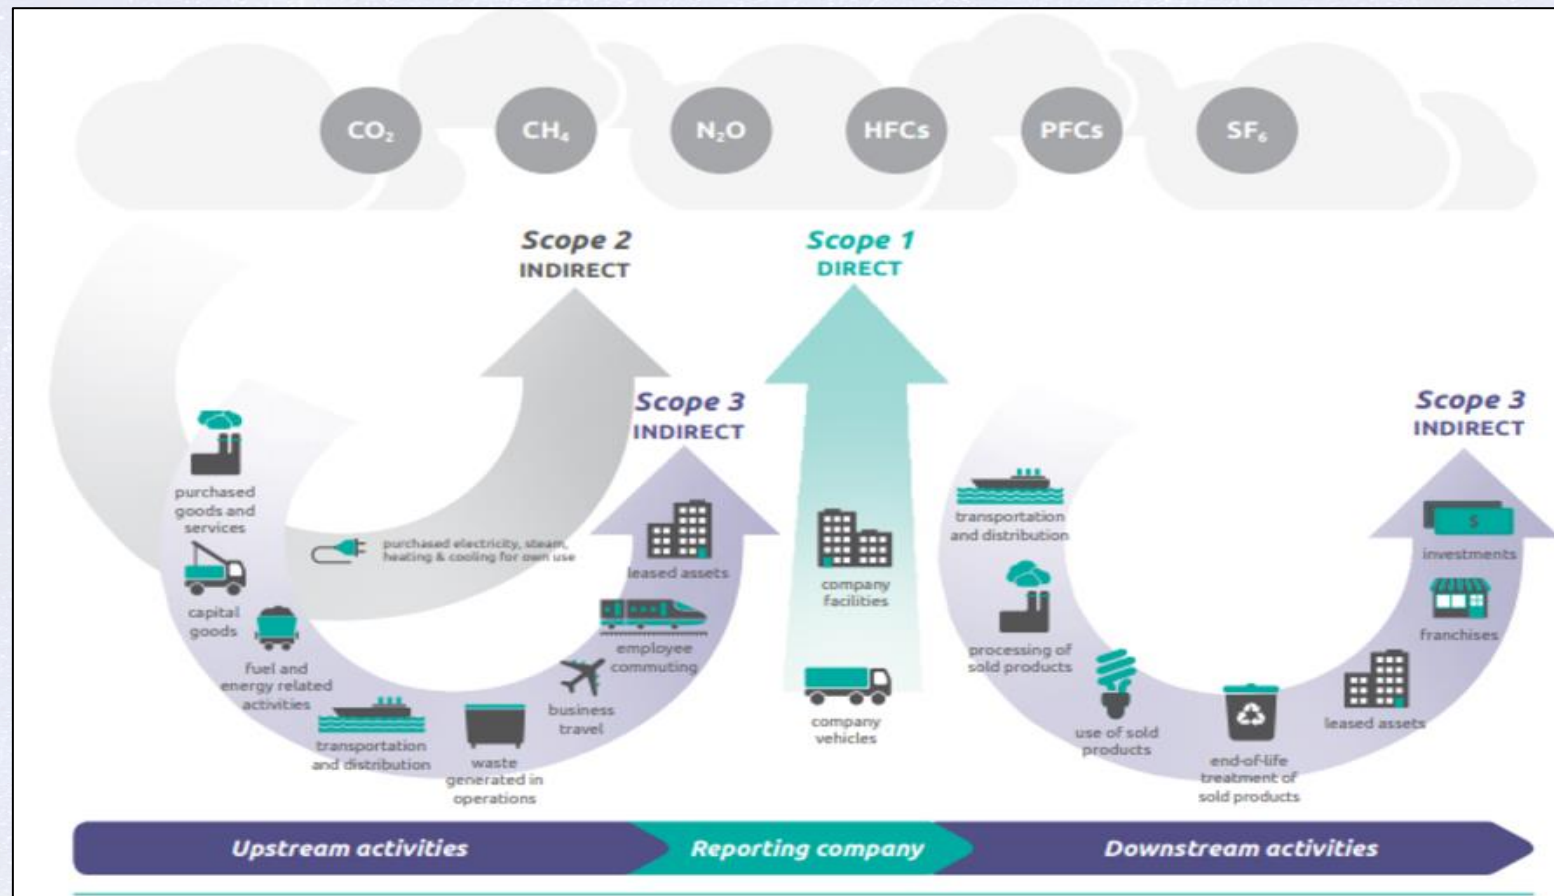 CO₂
CH₄
N₂O
HFCs
PFCs
SF₆
Scope 2
INDIRECT
Scope 1
DIRECT
Scope 3
INDIRECT
Scope 3
INDIRECT
purchased
goods and
services
capital
goods
fuel and
energy related
activities
transportation
and distribution
waste
generated in
operations
business
travel
employee
commuting
leased assets
purchased electricity, steam,
heating & cooling for own use
company
facilities
company
vehicles
transportation
and distribution
processing of
sold products
use of sold
products
end-of-life
treatment of
sold products
leased assets
franchises
$
investments
Upstream activities
Reporting company
Downstream activities